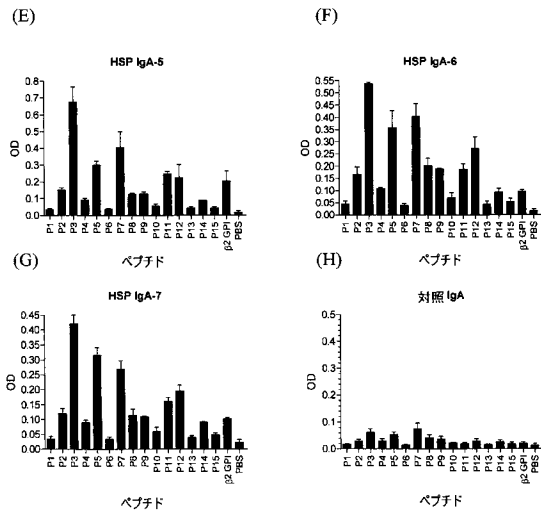 (E)
HSP IgA-5
OD
0.8
0.7
0.6
0.5
0.4
0.3
0.2
0.1
0.0
P1 P2 P3 P4 P5 P6 P7 P8 P9 P10 P11 P12 P13 P14 P15 β2 GPI PBS
ペプチド
(F)
HSP IgA-6
OD
0.55
0.50
0.45
0.40
0.35
0.30
0.25
0.20
0.15
0.10
0.05
0.00
P1 P2 P3 P4 P5 P6 P7 P8 P9 P10 P11 P12 P13 P14 P15 β2 GPI PBS
ペプチド
(G)
HSP IgA-7
OD
0.45
0.40
0.35
0.30
0.25
0.20
0.15
0.10
0.05
0.00
P1 P2 P3 P4 P5 P6 P7 P8 P9 P10 P11 P12 P13 P14 P15 β2 GPI PBS
ペプチド
(H)
対照 IgA
OD
0.5
0.4
0.3
0.2
0.1
0.0
P1 P2 P3 P4 P5 P6 P7 P8 P9 P10 P11 P12 P13 P14 P15 β2 GPI PBS
ペプチド